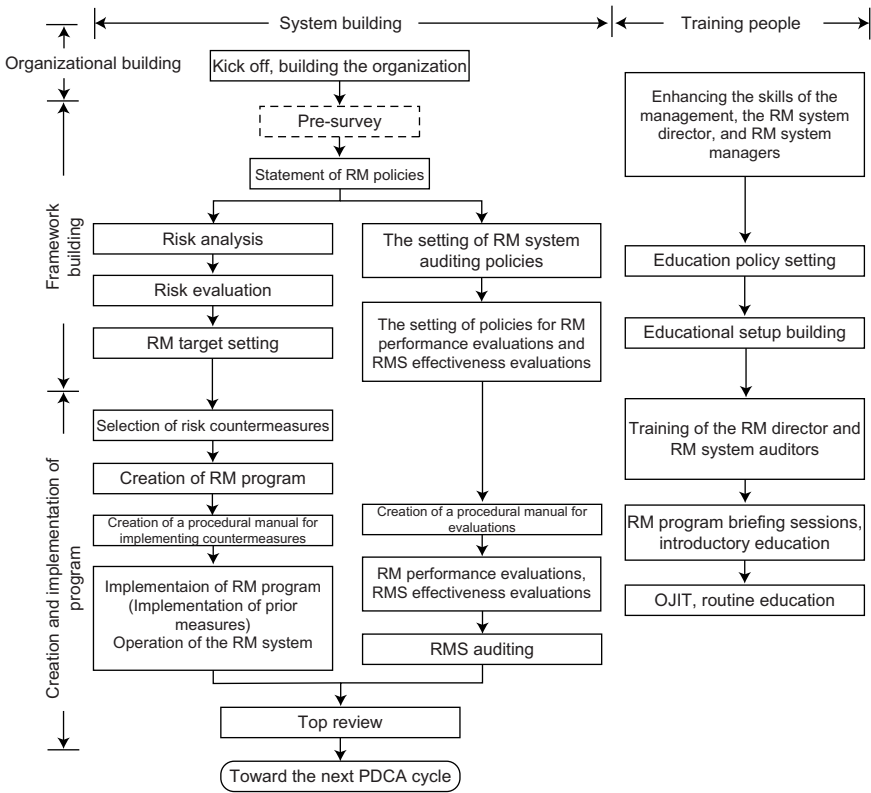 System building
Training people
Organizational building
Kick off, building the organization
Pre-survey
Statement of RM policies
Framework
building
Risk analysis
Risk evaluation
RM target setting
The setting of RM system
auditing policies
The setting of policies for RM
performance evaluations and
RMS effectiveness evaluations
Creation and implementation of
program
Selection of risk countermeasures
Creation of RM program
Creation of a procedural manual for
implementing countermeasures
Implementaion of RM program
(Implementation of prior
measures)
Operation of the RM system
Creation of a procedural manual for
evaluations
RM performance evaluations,
RMS effectiveness evaluations
RMS auditing
Top review
Toward the next PDCA cycle
Enhancing the skills of the
management, the RM system
director, and RM system
managers
Education policy setting
Educational setup building
Training of the RM director and
RM system auditors
RM program briefing sessions,
introductory education
OJIT, routine education